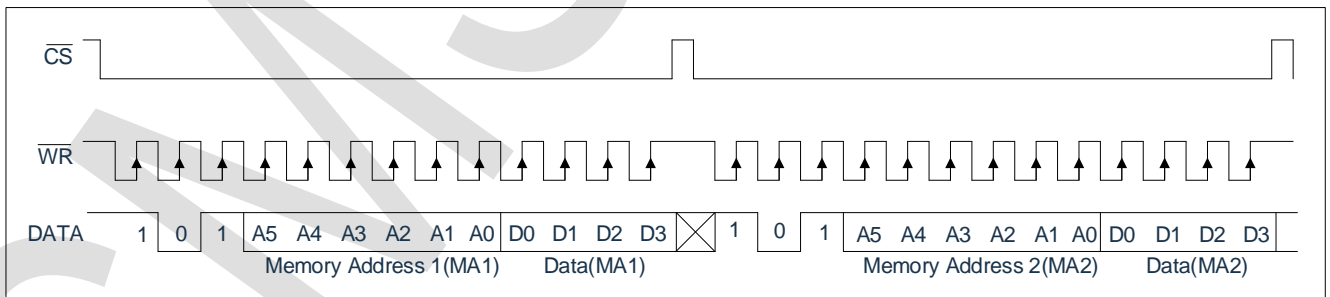 CS
WR
DATA 1 0 1 A5 A4 A3 A2 A1 A0 D0 D1 D2 D3 1 0 1 A5 A4 A3 A2 A1 A0 D0 D1 D2 D3
Memory Address 1(MA1) Data(MA1) Memory Address 2(MA2) Data(MA2)